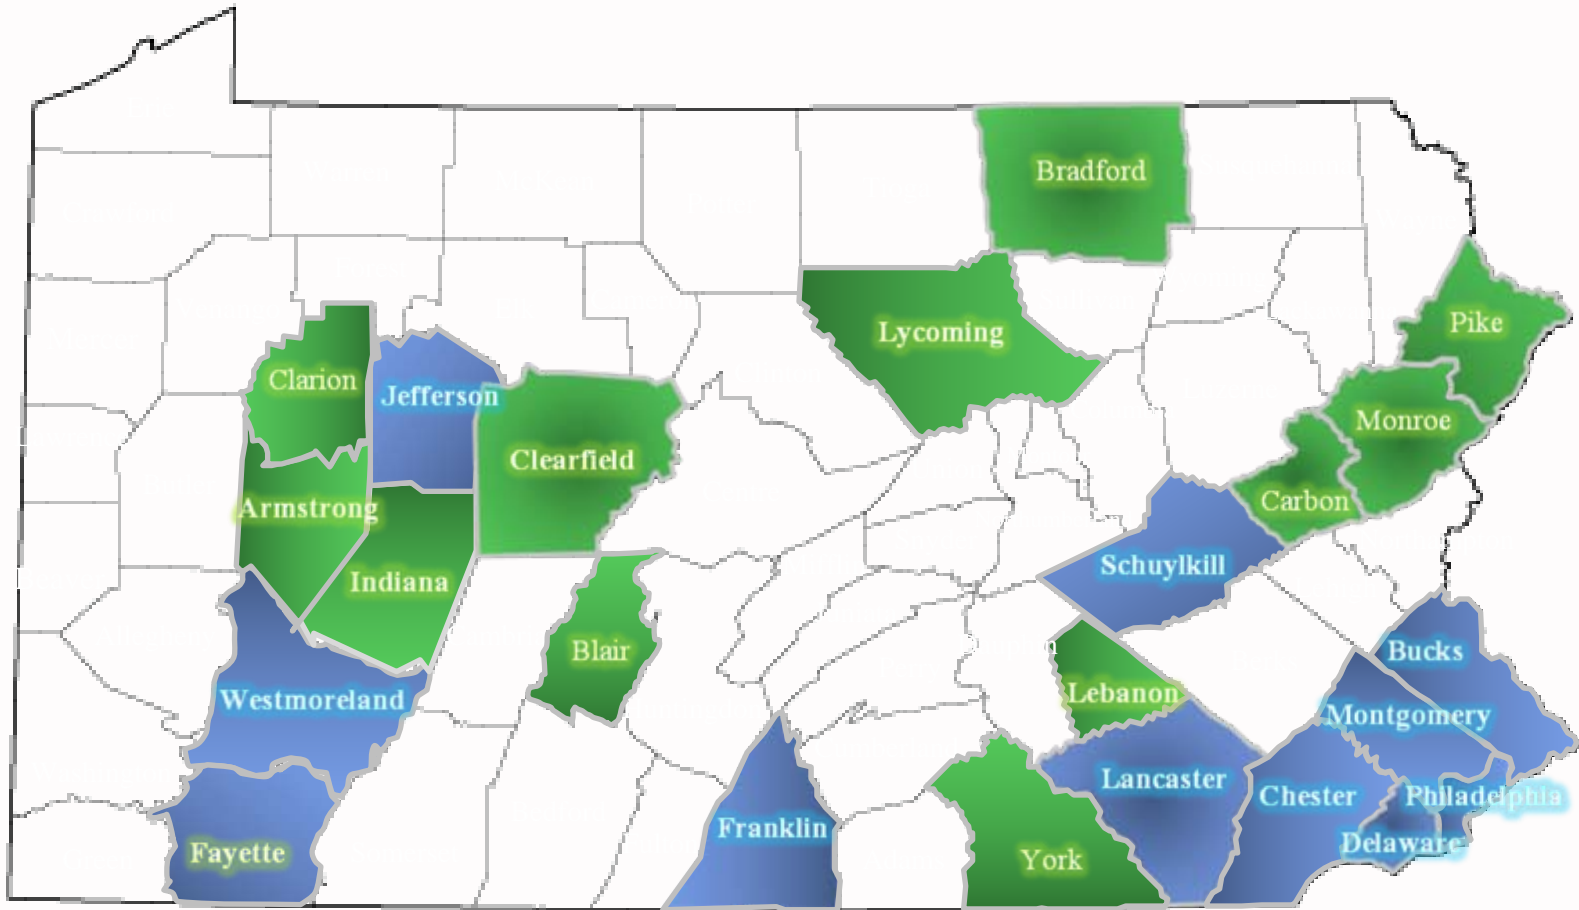 Bradford
Pike
Lycoming
Clarion
Jefferson
Monroe
Clearfield
Carbon
Armstrong
Schuylkill
Indiana
Blair
Bucks
Lebanon
Westmoreland
Montgomery
Lancaster
Chester
Philadelphia
Franklin
Delaware
Fayette
York